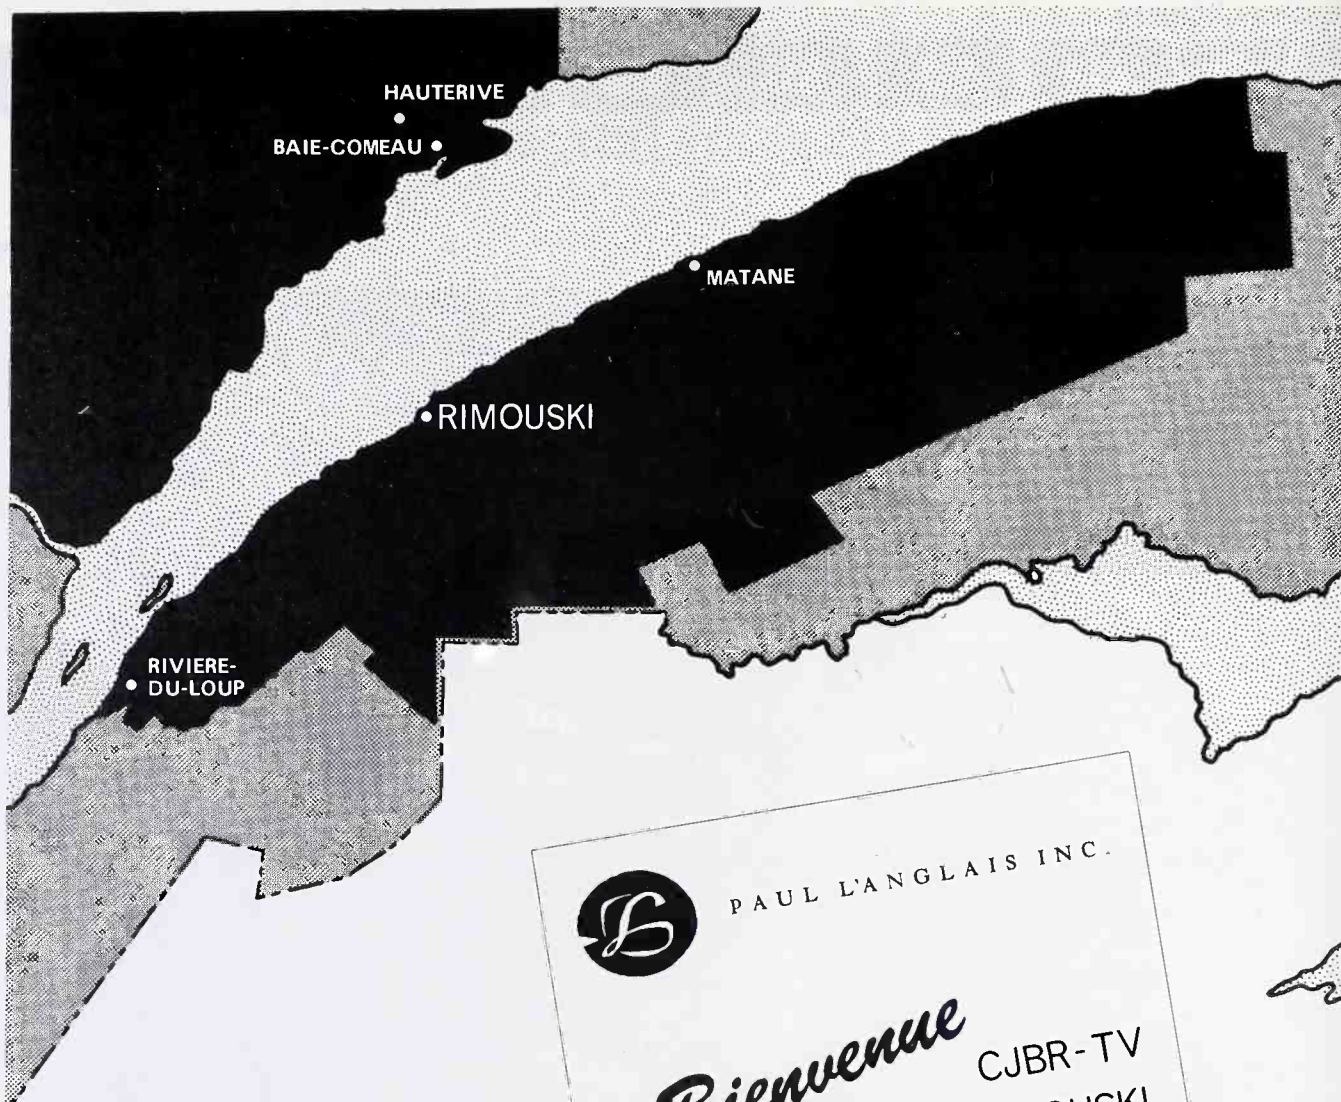 HAUTERIVE
BAIE-COMEAU
MATANE
RIMOUSKI
RIVIERE-
DU-LOUP
PAUL L'ANGLAIS INC.
Bienvenue
CJBR-TV